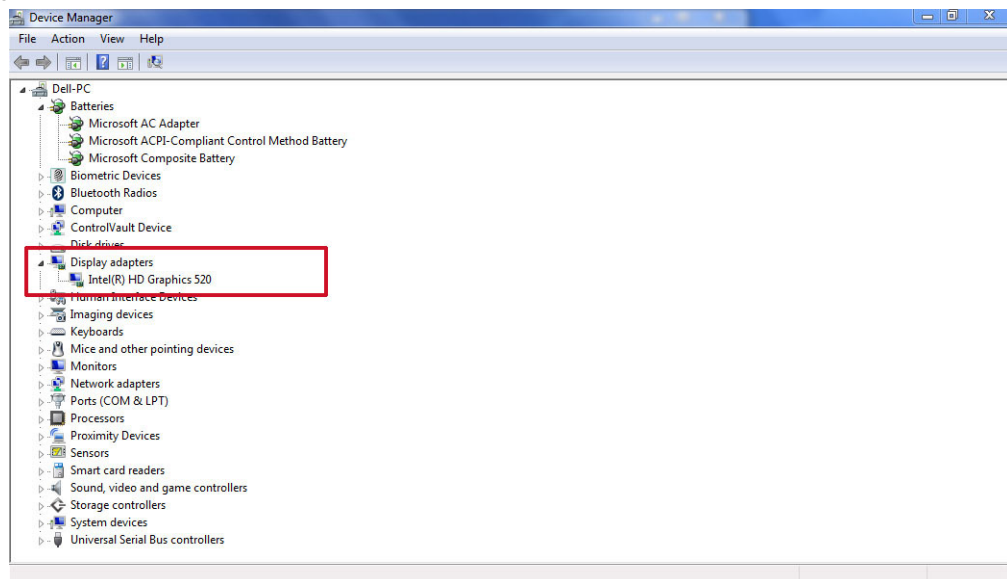 Device Manager
File Action View Help
Dell-PC
Batteries
Microsoft AC Adapter
Microsoft ACPI-Compliant Control Method Battery
Microsoft Composite Battery
Biometric Devices
Bluetooth Radios
Computer
ControlVault Device
Disk drives
Display adapters
Intel(R) HD Graphics 520
Human Interface Devices
Imaging devices
Keyboards
Mice and other pointing devices
Monitors
Network adapters
Ports (COM & LPT)
Processors
Proximity Devices
Sensors
Smart card readers
Sound, video and game controllers
Storage controllers
System devices
Universal Serial Bus controllers